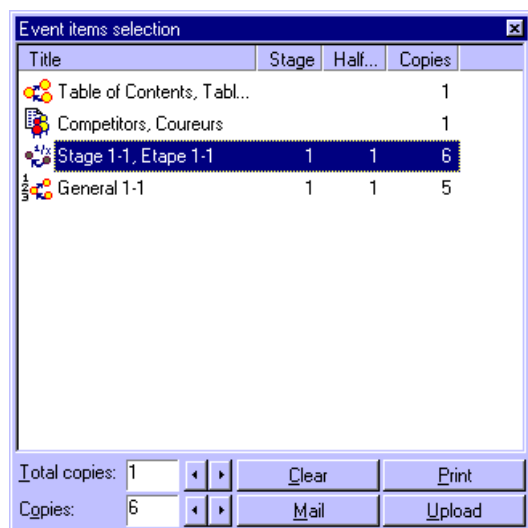 Event items selection
Title Stage Half... Copies
Table of Contents, Tabl... 1
Competitors, Coureurs 1
Stage 1-1, Etape 1-1 1 1 6
General 1-1 1 1 5
Total copies: 1 Clear Print
Copies: 6 Mail Upload